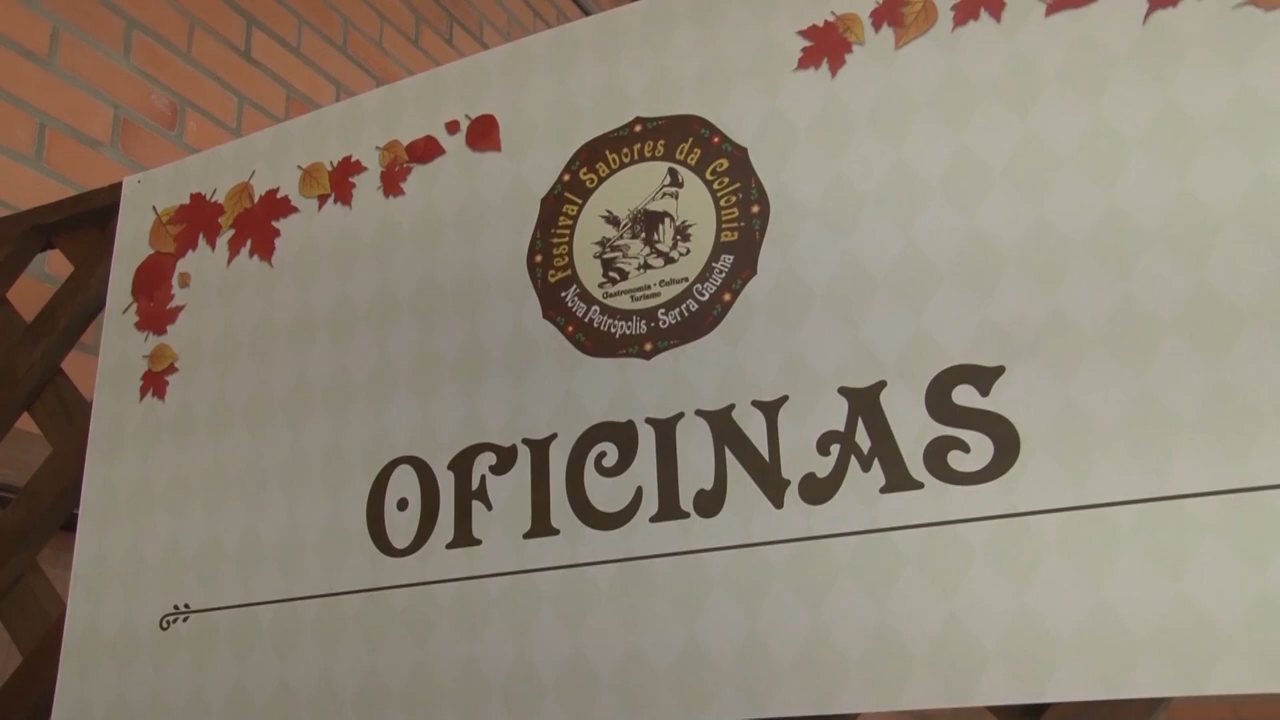 Festival Sabores da Colônia
Gastronomia • Cultura
Turismo
Nova Petrópolis - Serra Gaúcha
OFICINAS